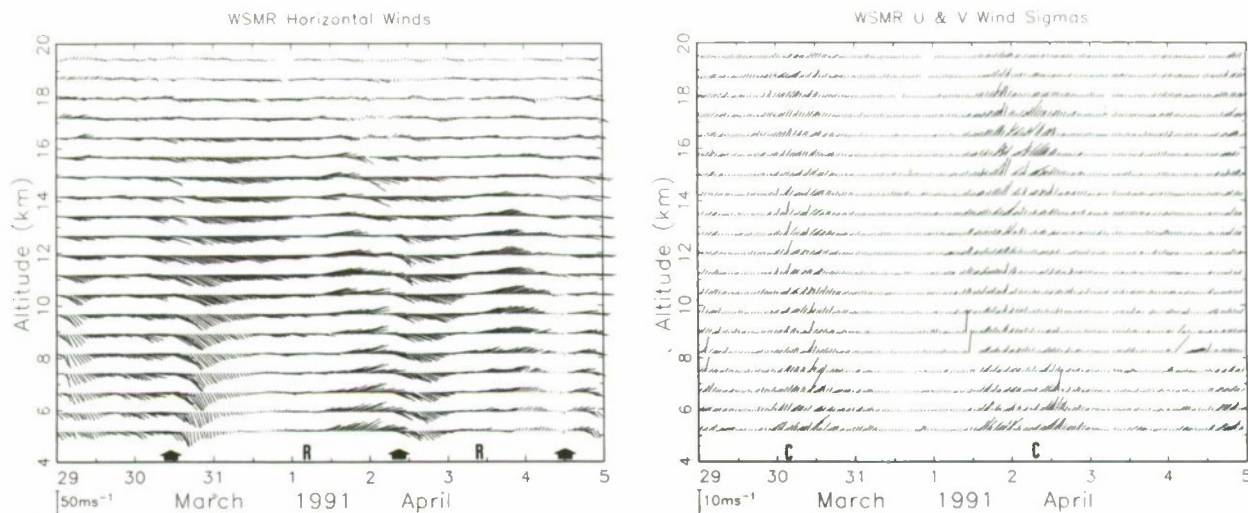 WSMR Horizontal Winds
20
18
16
14
12
10
8
6
4
Altitude (km)
R
R
29
30
31
1
2
3
4
5
50ms⁻¹
March 1991 April
WSMR U & V Wind Sigmas
20
18
16
14
12
10
8
6
4
Altitude (km)
C
C
29
30
31
1
2
3
4
5
10ms⁻¹
March 1991 April